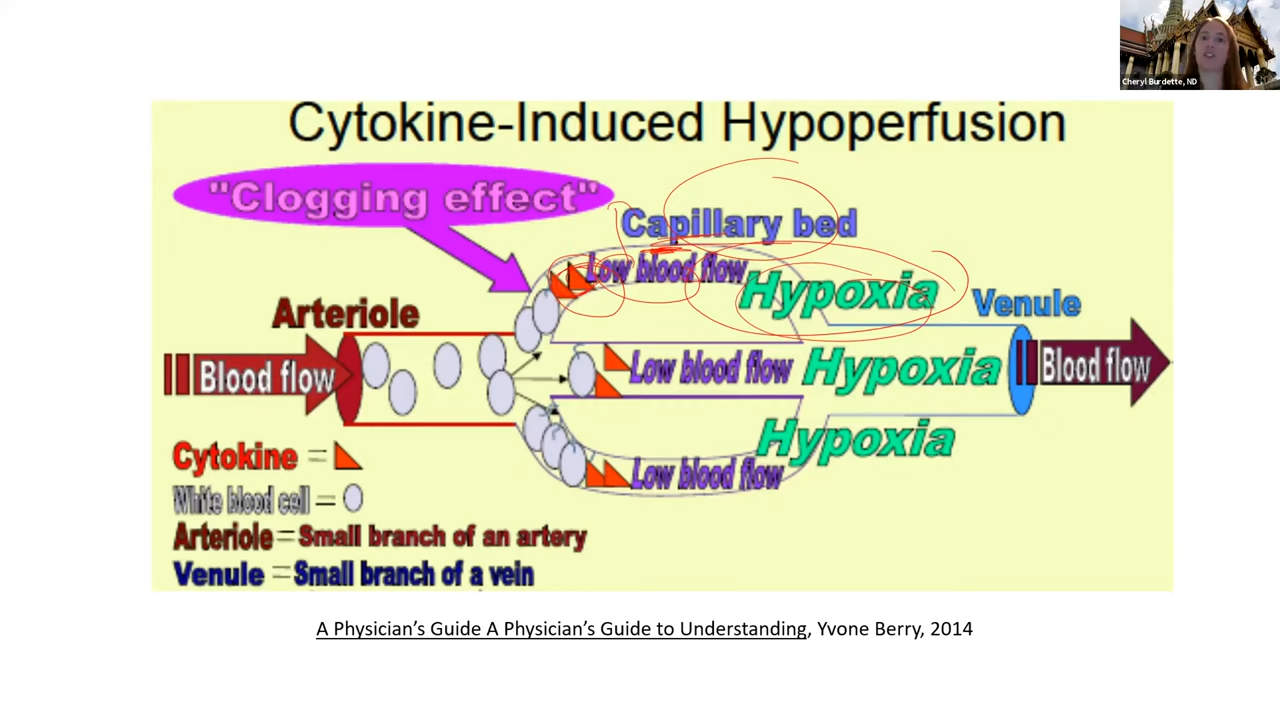 Cheryl Burdette, ND
Cytokine-Induced Hypoperfusion
"Clogging effect"
Capillary bed
Low blood flow
Hypoxia
Arteriole
Venule
Blood flow
Low blood flow
Hypoxia
Blood flow
Low blood flow
Hypoxia
Cytokine =
White blood cell =
Arteriole = Small branch of an artery
Venule = Small branch of a vein
A Physician’s Guide A Physician’s Guide to Understanding, Yvone Berry, 2014